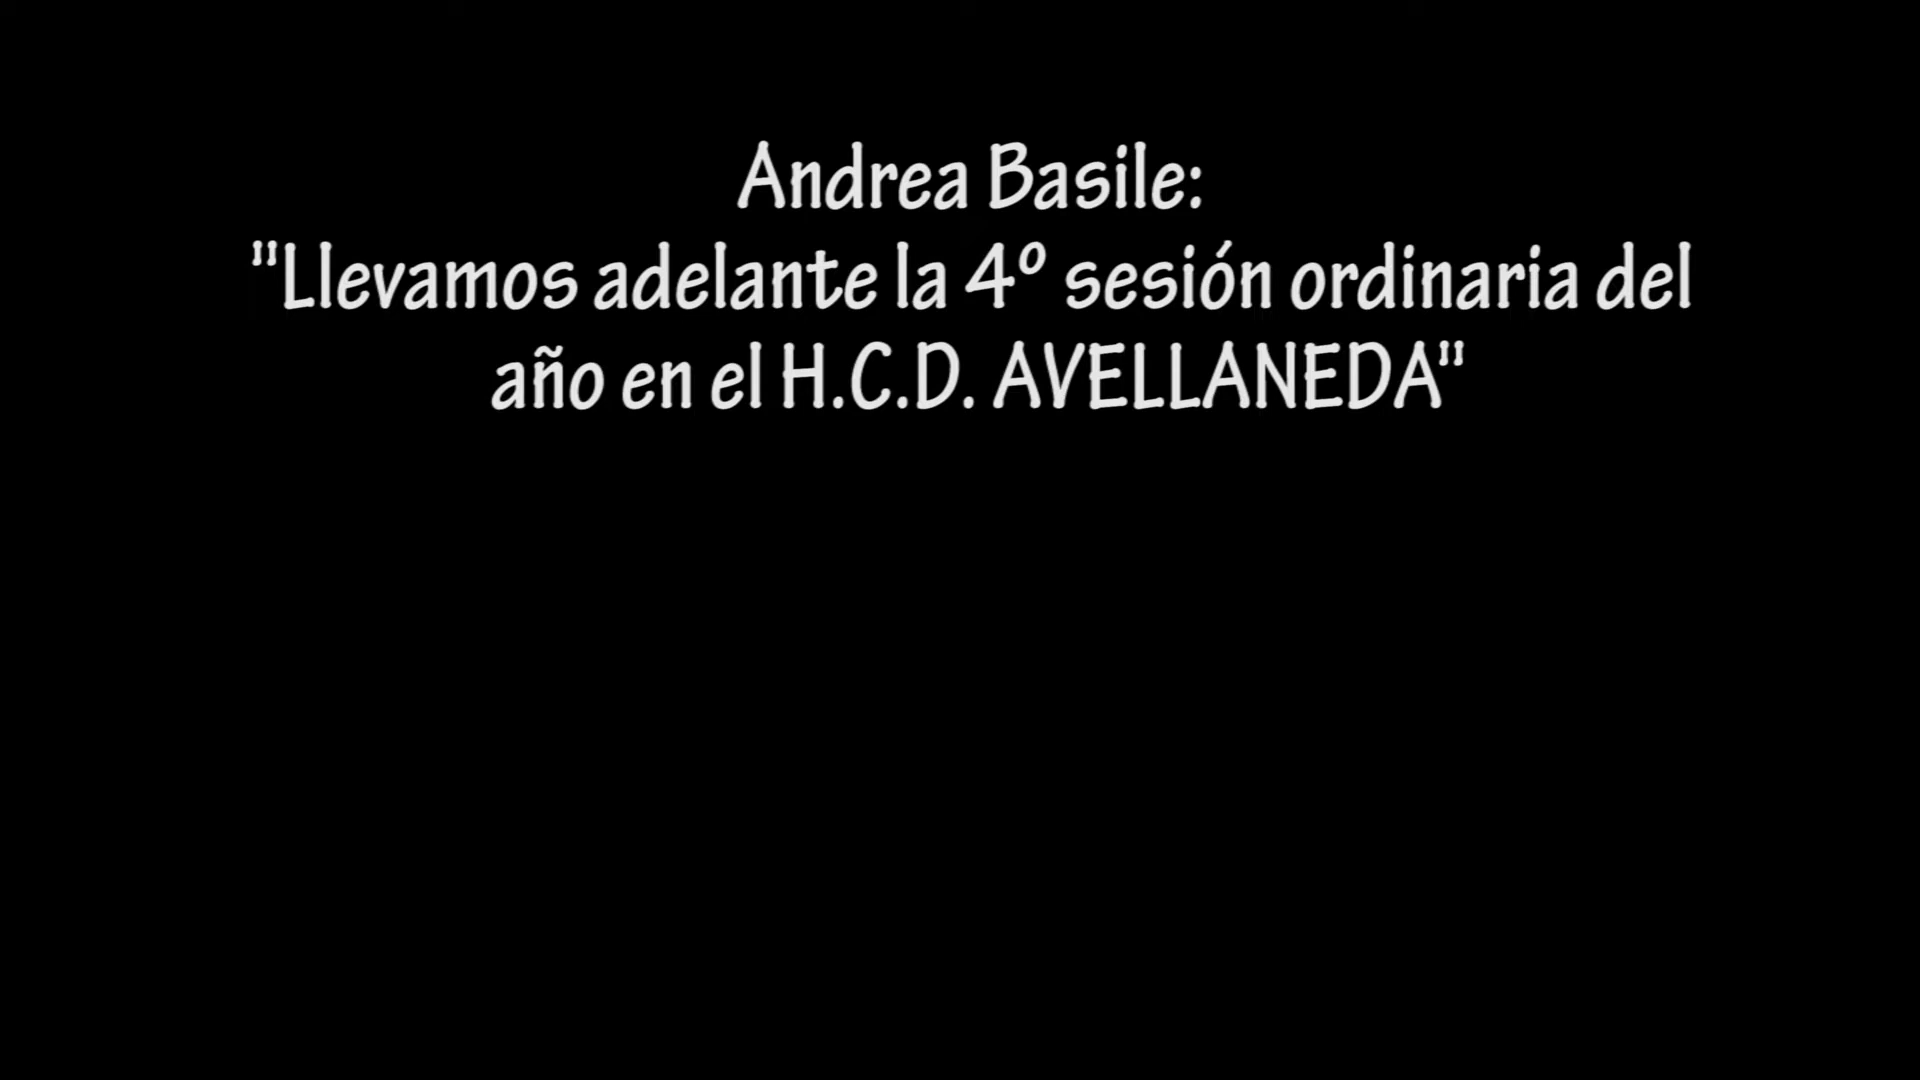 Andrea Basile:
"Llevamos adelante la 4º sesión ordinaria del
año en el H.C.D. AVELLANEDA"